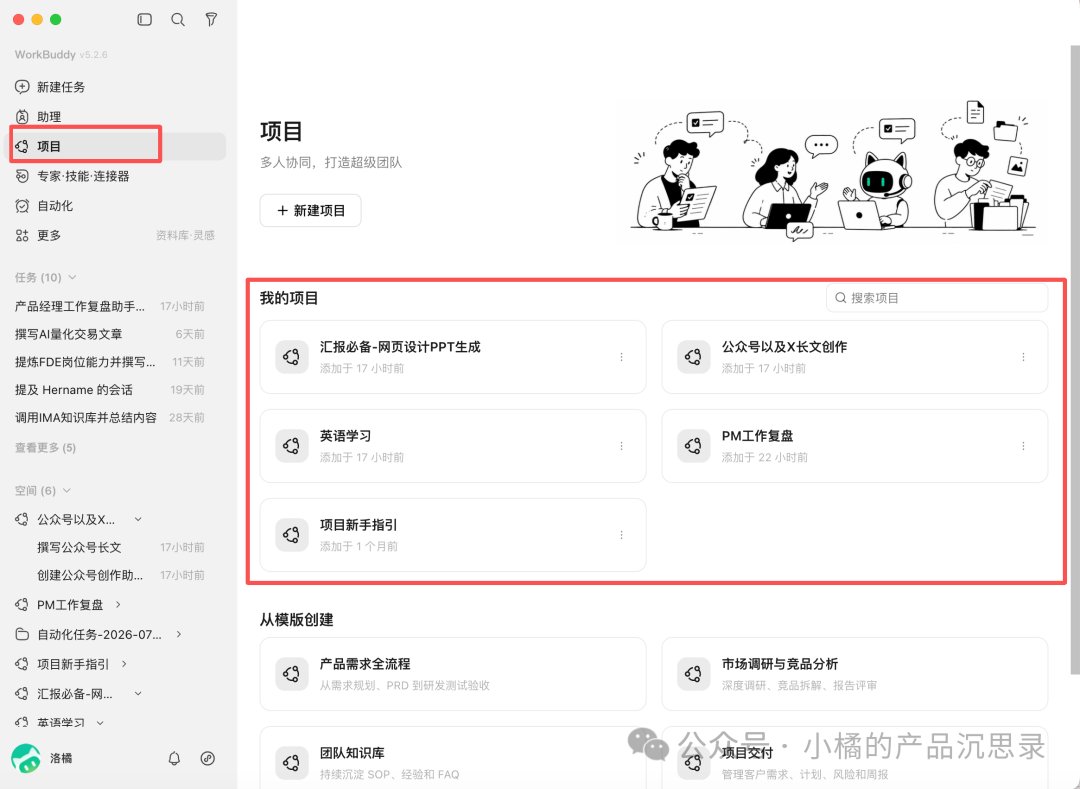 WorkBuddy v5.2.6
新建任务
助理
项目
专家·技能·连接器
自动化
更多 资料库·灵感
任务 (10)
产品经理工作复盘助手... 17小时前
撰写AI量化交易文章 6天前
提炼FDE岗位能力并撰写... 11天前
提及 Hername 的会话 19天前
调用IMA知识库并总结内容 28天前
查看更多 (5)
空间 (6)
公众号以及X...
撰写公众号长文 17小时前
创建公众号创作助... 17小时前
PM工作复盘
自动化任务-2026-07...
项目新手指引
汇报必备-网...
英语学习
洛橘
项目
多人协同，打造超级团队
+ 新建项目
我的项目
搜索项目
汇报必备-网页设计PPT生成
添加于 17 小时前
公众号以及X长文创作
添加于 17 小时前
英语学习
添加于 17 小时前
PM工作复盘
添加于 22 小时前
项目新手指引
添加于 1 个月前
从模版创建
产品需求全流程
从需求规划、PRD 到研发测试验收
市场调研与竞品分析
深度调研、竞品拆解、报告评审
团队知识库
持续沉淀 SOP、经验和 FAQ
项目交付
管理客户需求、计划、风险和周报
公众号 · 小橘的产品沉思录